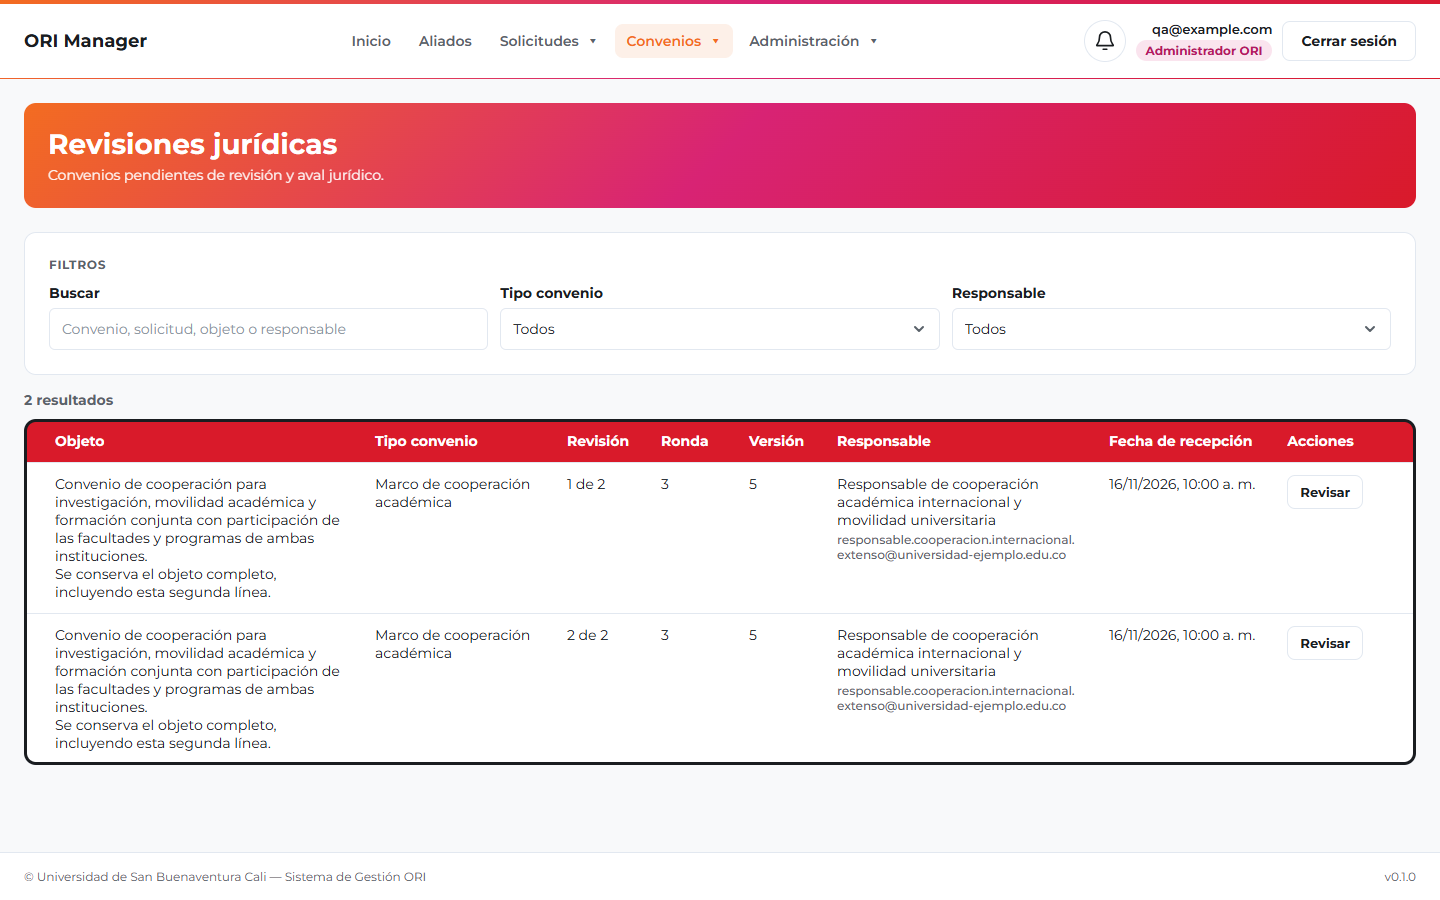 ORI Manager
Inicio
Aliados
Solicitudes
Convenios
Administración
qa@example.com
Administrador ORI
Cerrar sesión
Revisiones jurídicas
Convenios pendientes de revisión y aval jurídico.
FILTROS
Buscar
Convenio, solicitud, objeto o responsable
Tipo convenio
Todos
Responsable
Todos
2 resultados
Objeto Tipo convenio Revisión Ronda Versión Responsable Fecha de recepción Acciones
Convenio de cooperación para
investigación, movilidad académica y
formación conjunta con participación de
las facultades y programas de ambas
instituciones.
Se conserva el objeto completo,
incluyendo esta segunda línea.
Marco de cooperación
académica
1 de 2
3
5
Responsable de cooperación
académica internacional y
movilidad universitaria
responsable.cooperacion.internacional.
extenso@universidad-ejemplo.edu.co
16/11/2026, 10:00 a. m.
Revisar
Convenio de cooperación para
investigación, movilidad académica y
formación conjunta con participación de
las facultades y programas de ambas
instituciones.
Se conserva el objeto completo,
incluyendo esta segunda línea.
Marco de cooperación
académica
2 de 2
3
5
Responsable de cooperación
académica internacional y
movilidad universitaria
responsable.cooperacion.internacional.
extenso@universidad-ejemplo.edu.co
16/11/2026, 10:00 a. m.
Revisar
© Universidad de San Buenaventura Cali — Sistema de Gestión ORI
v0.1.0